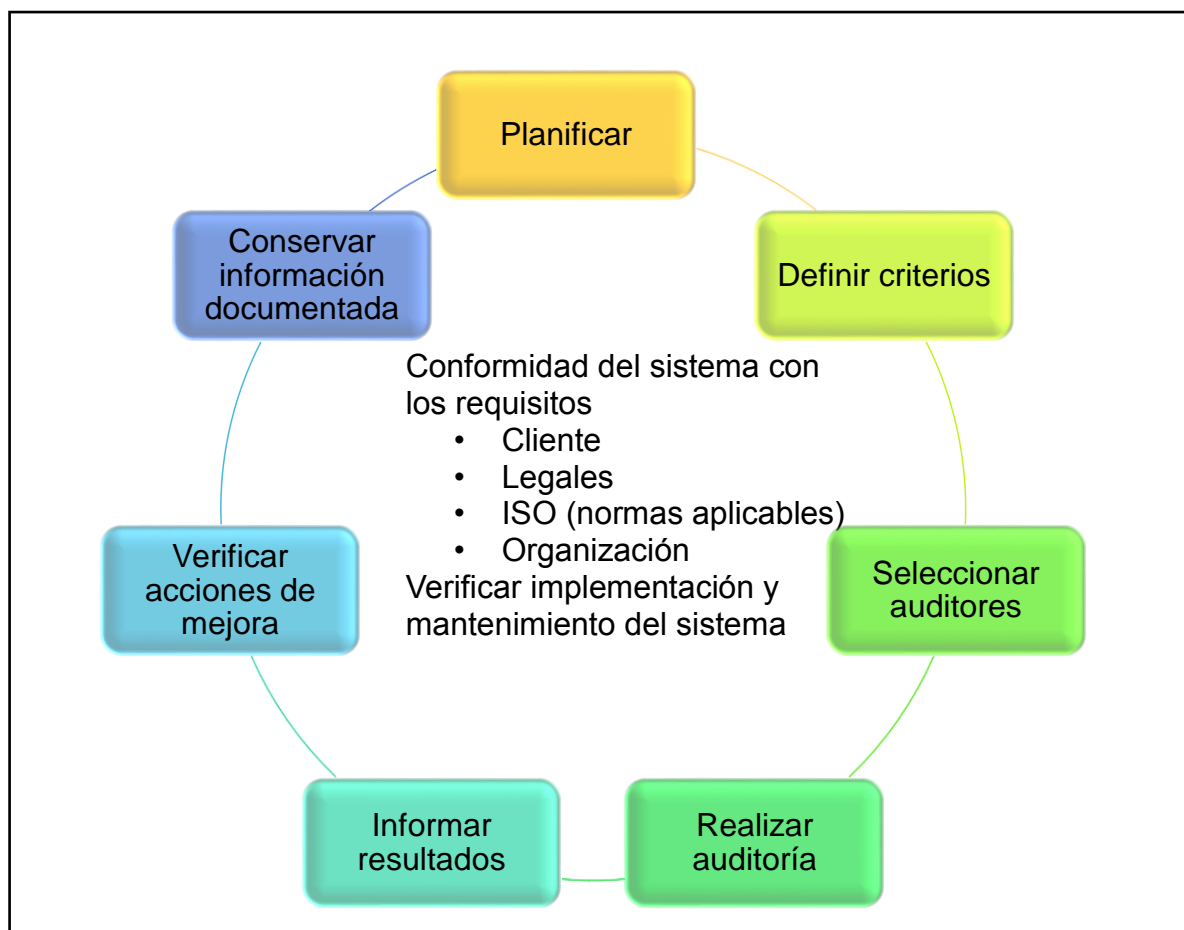 Planificar
Definir criterios
Seleccionar
auditores
Realizar
auditoría
Informar
resultados
Verificar
acciones de
mejora
Conservar
información
documentada
Conformidad del sistema con
los requisitos
• Cliente
• Legales
• ISO (normas aplicables)
• Organización
Verificar implementación y
mantenimiento del sistema